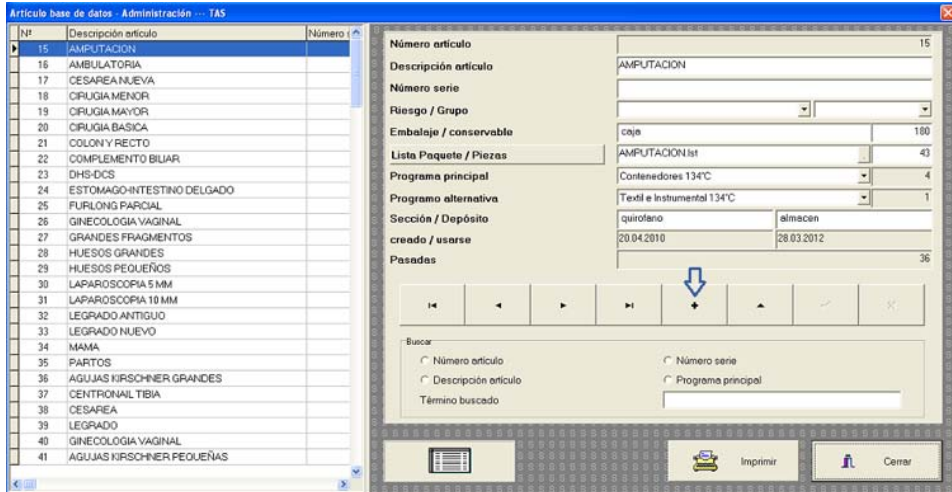 Artículo base de datos - Administración --- TAS
Nº Descripción artículo Número
15 AMPUTACION
16 AMBULATORIA
17 CESAREA NUEVA
18 CIRUGIA MENOR
19 CIRUGIA MAYOR
20 CIRUGIA BASICA
21 COLON Y RECTO
22 COMPLEMENTO BILIAR
23 DHS-DCS
24 ESTOMAGO-INTESTINO DELGADO
25 FURLONG PARCIAL
26 GINECOLOGIA VAGINAL
27 GRANDES FRAGMENTOS
28 HUESOS GRANDES
29 HUESOS PEQUEÑOS
30 LAPAROSCOPIA 5 MM
31 LAPAROSCOPIA 10 MM
32 LEGRADO ANTIGUO
33 LEGRADO NUEVO
34 MAMA
35 PARTOS
36 AGUJAS KIRSCHNER GRANDES
37 CENTRONAIL TIBIA
38 CESAREA
39 LEGRADO
40 GINECOLOGIA VAGINAL
41 AGUJAS KIRSCHNER PEQUEÑAS
Número artículo 15
Descripción artículo AMPUTACION
Número serie
Riesgo / Grupo
Embalaje / conservable caja 180
Lista Paquete / Piezas AMPUTACION.lst 43
Programa principal Contenedores 134°C 4
Programo alternativa Textil e Instrumental 134°C 1
Sección / Depósito quirofano almacen
creado / usarse 20.04.2010 28.03.2012
Pasadas 36
Buscar
Número artículo Número serie
Descripción artículo Programa principal
Término buscado
Imprimir Cerrar